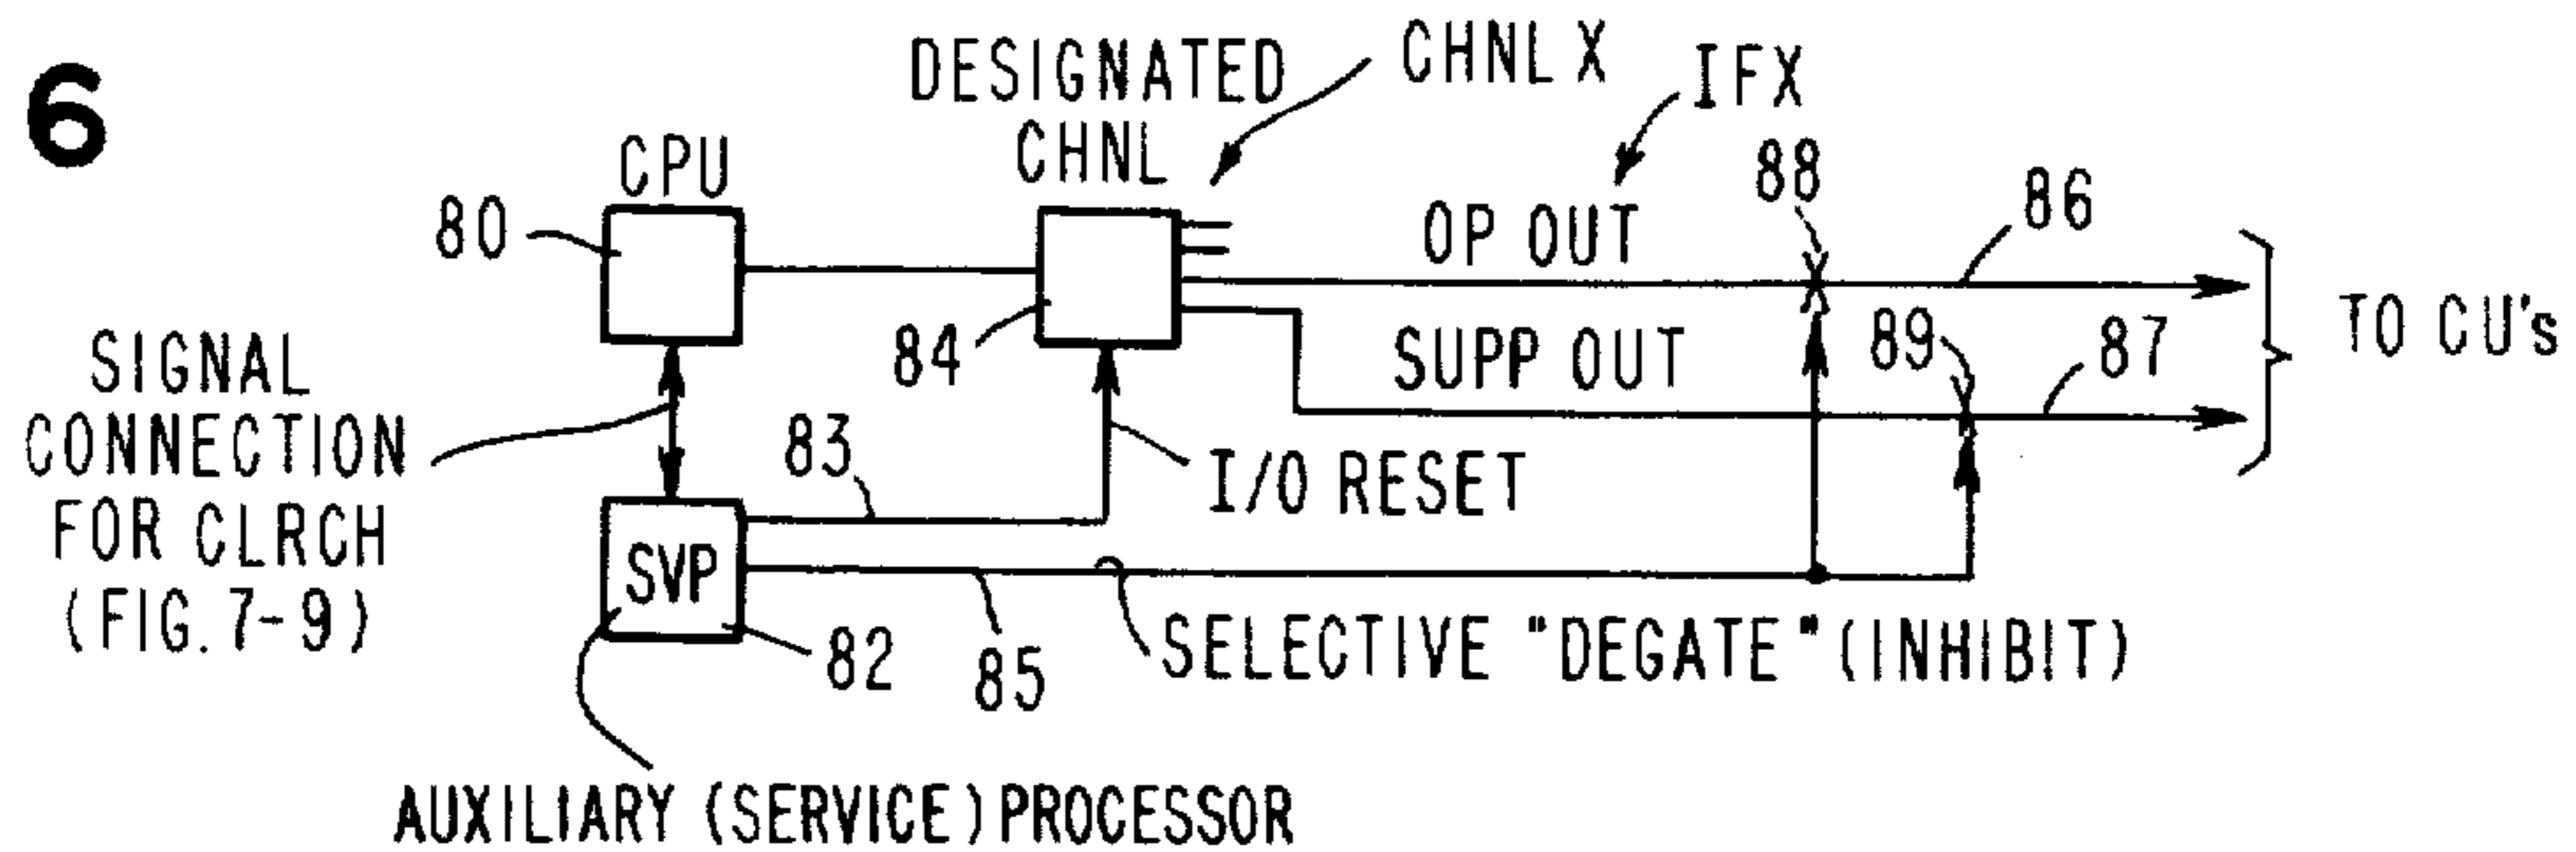 6
DESIGNATED
CHNL
CHNL X
IFX
CPU
80
84
OP OUT
88
86
SUPP OUT
89
87
TO CU's
SIGNAL
CONNECTION
FOR CLRCH
(FIG. 7-9)
83
I/O RESET
SVP
82
85
SELECTIVE "DEGATE" (INHIBIT)
AUXILIARY (SERVICE) PROCESSOR